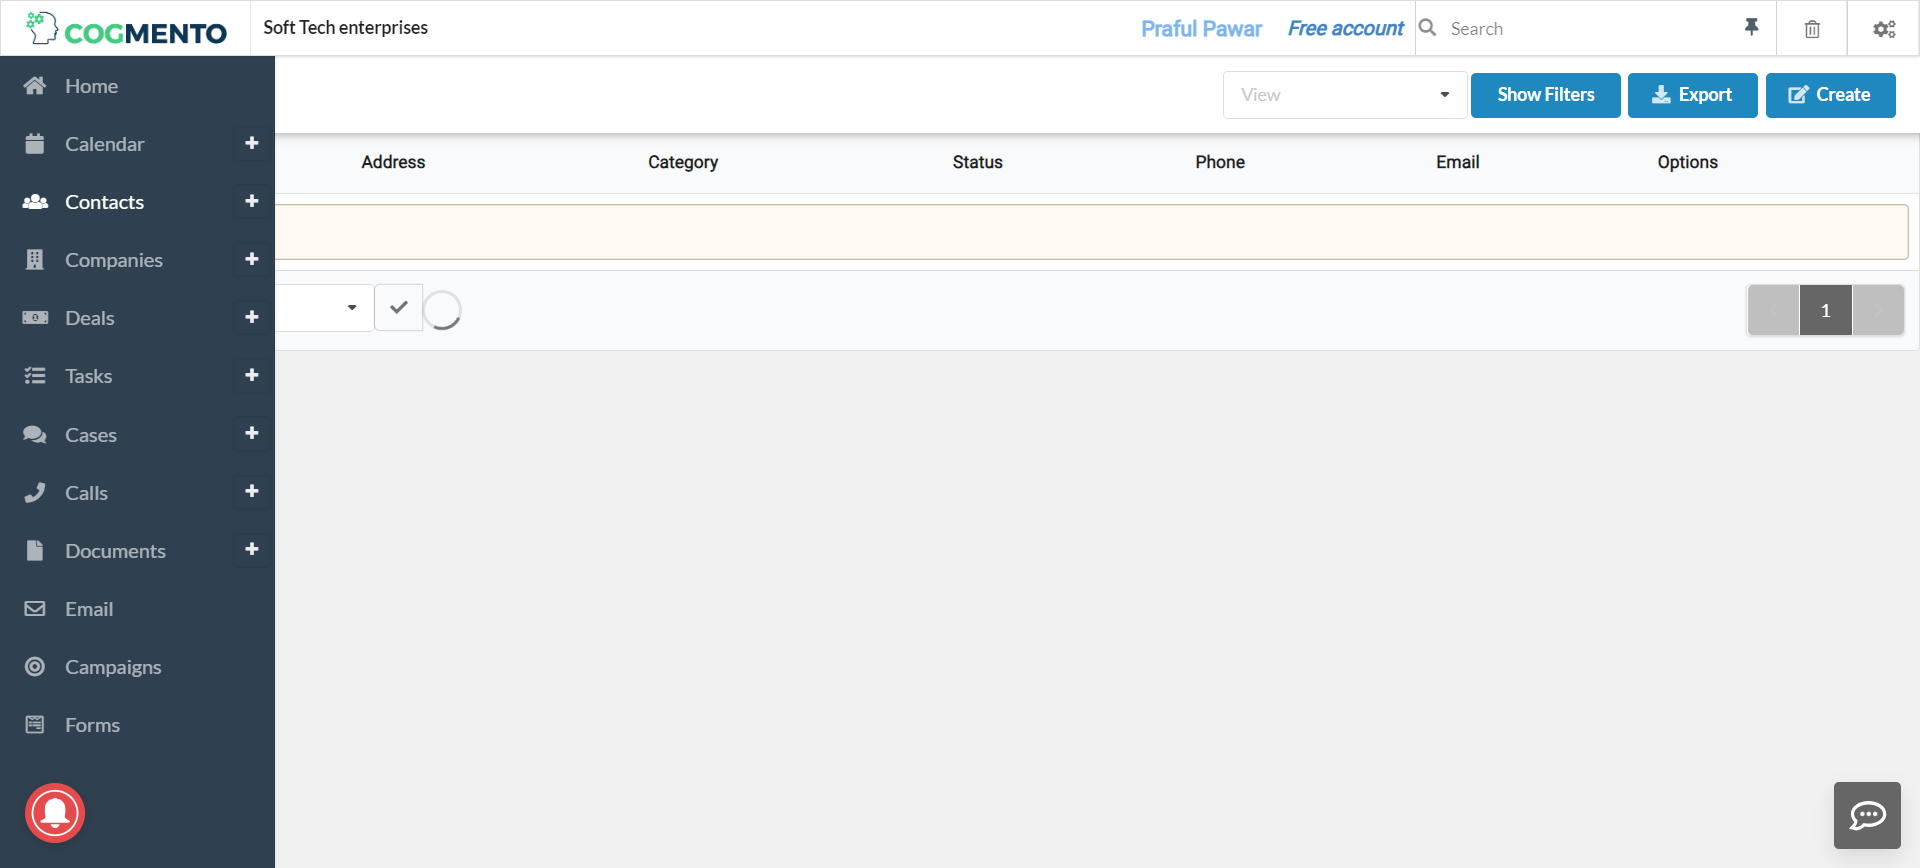 COGMENTO
Soft Tech enterprises
Praful Pawar
Free account
Search
Home
Calendar
Contacts
Companies
Deals
Tasks
Cases
Calls
Documents
Email
Campaigns
Forms
View
Show Filters
Export
Create
Address
Category
Status
Phone
Email
Options
1